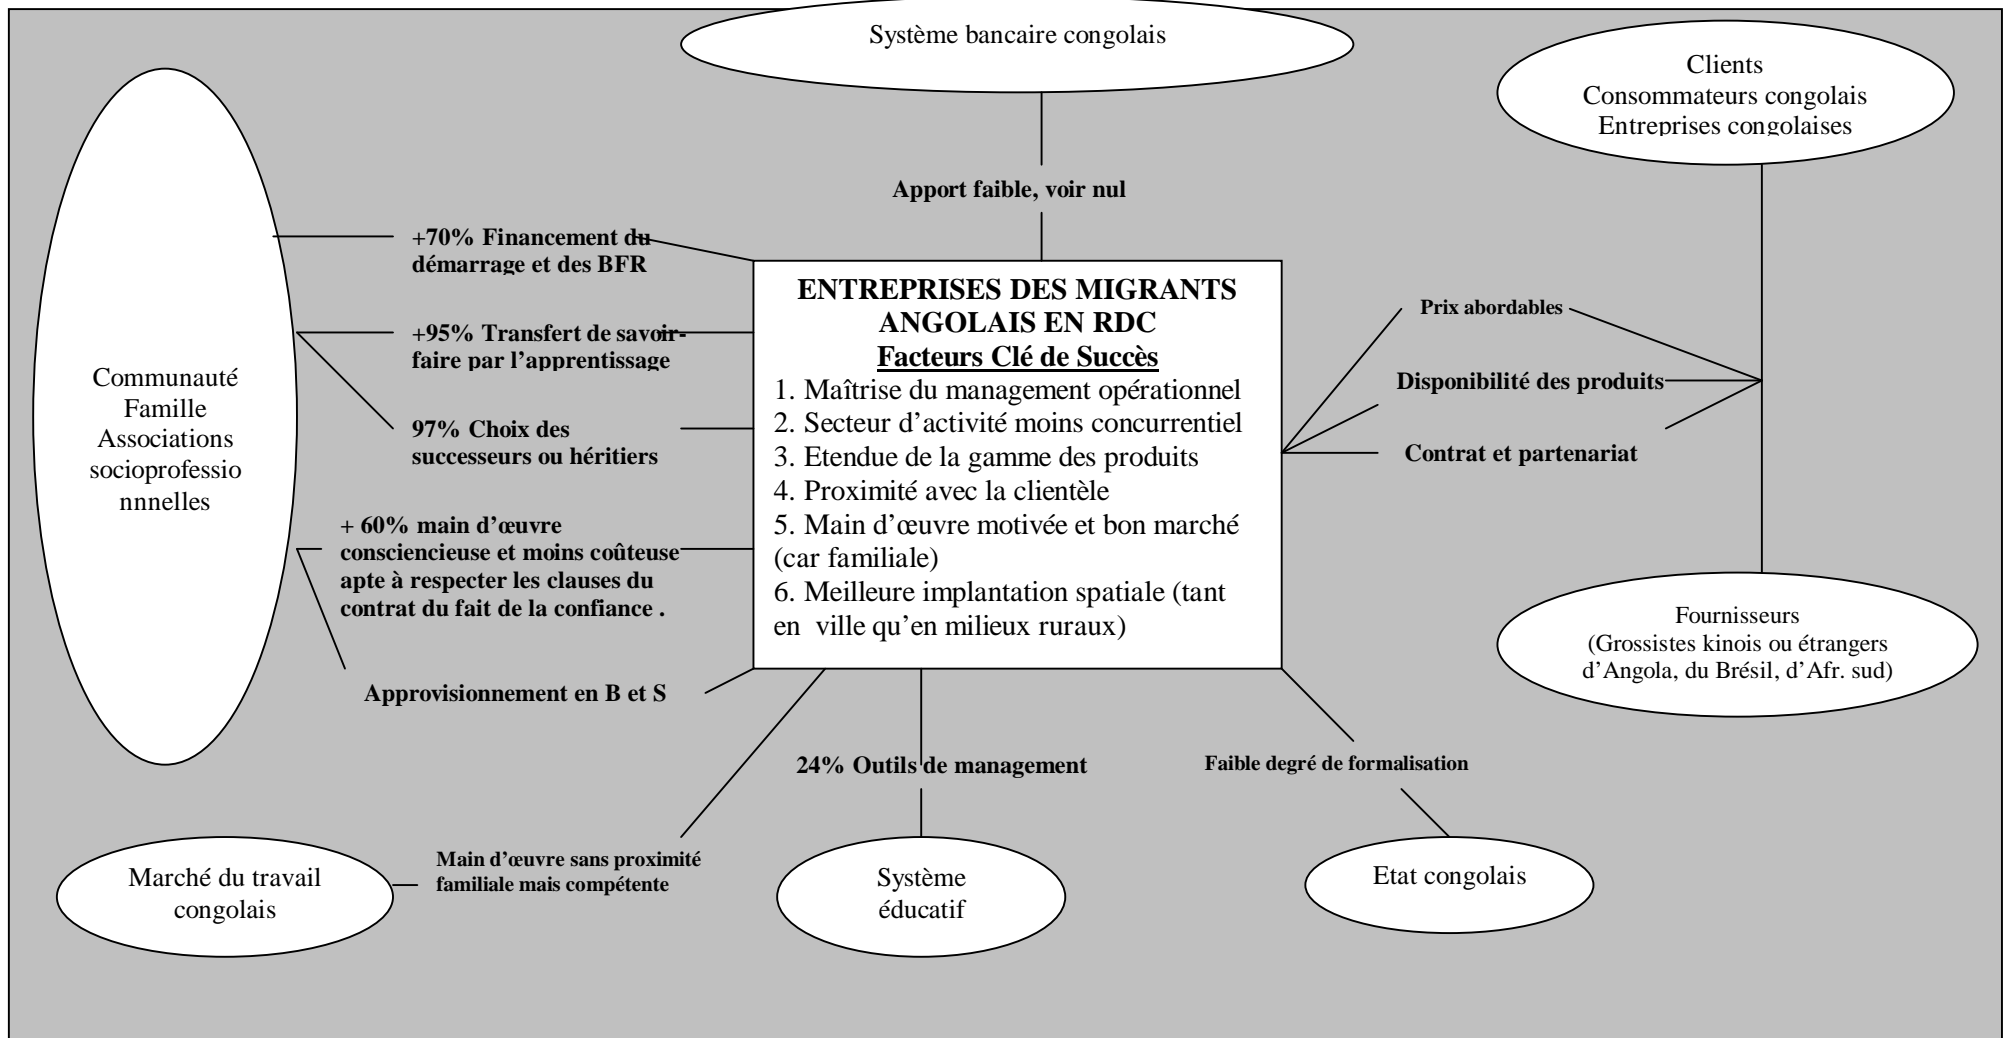 Système bancaire congolais
Clients
Consommateurs congolais
Entreprises congolaises
Apport faible, voir nul
Communauté
Famille
Associations
socioprofessio
nnnelles
+70% Financement du
démarrage et des BFR
+95% Transfert de savoir-
faire par l’apprentissage
97% Choix des
successeurs ou héritiers
+ 60% main d’œuvre
consciencieuse et moins coûteuse
apte à respecter les clauses du
contrat du fait de la confiance .
Approvisionnement en B et S
ENTREPRISES DES MIGRANTS
ANGOLAIS EN RDC
Facteurs Clé de Succès
1. Maîtrise du management opérationnel
2. Secteur d’activité moins concurrentiel
3. Etendue de la gamme des produits
4. Proximité avec la clientèle
5. Main d’œuvre motivée et bon marché
(car familiale)
6. Meilleure implantation spatiale (tant
en ville qu’en milieux ruraux)
Prix abordables
Disponibilité des produits
Contrat et partenariat
Fournisseurs
(Grossistes kinois ou étrangers
d’Angola, du Brésil, d’Afr. sud)
24% Outils de management
Faible degré de formalisation
Marché du travail
congolais
Main d’œuvre sans proximité
familiale mais compétente
Système
éducatif
Etat congolais